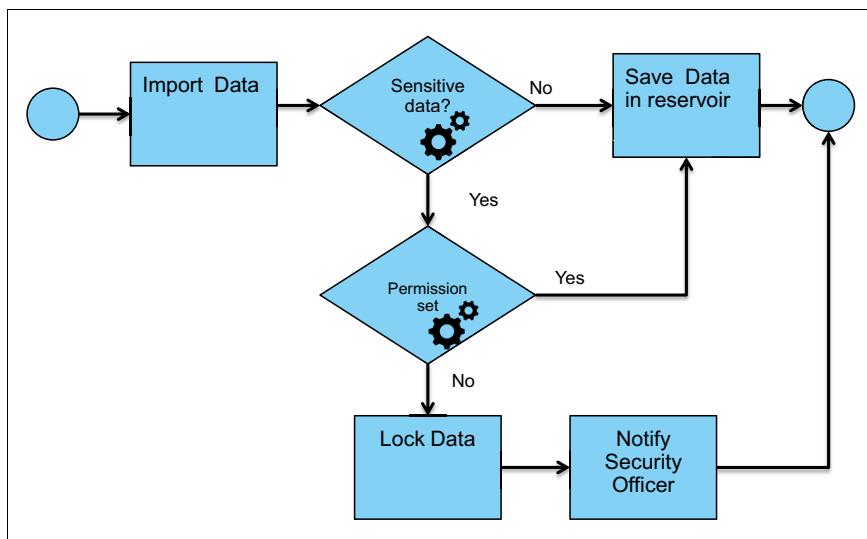 Import Data
Sensitive
data?
No
Save Data
in reservoir
Yes
Permission
set
Yes
No
Lock Data
Notify
Security
Officer